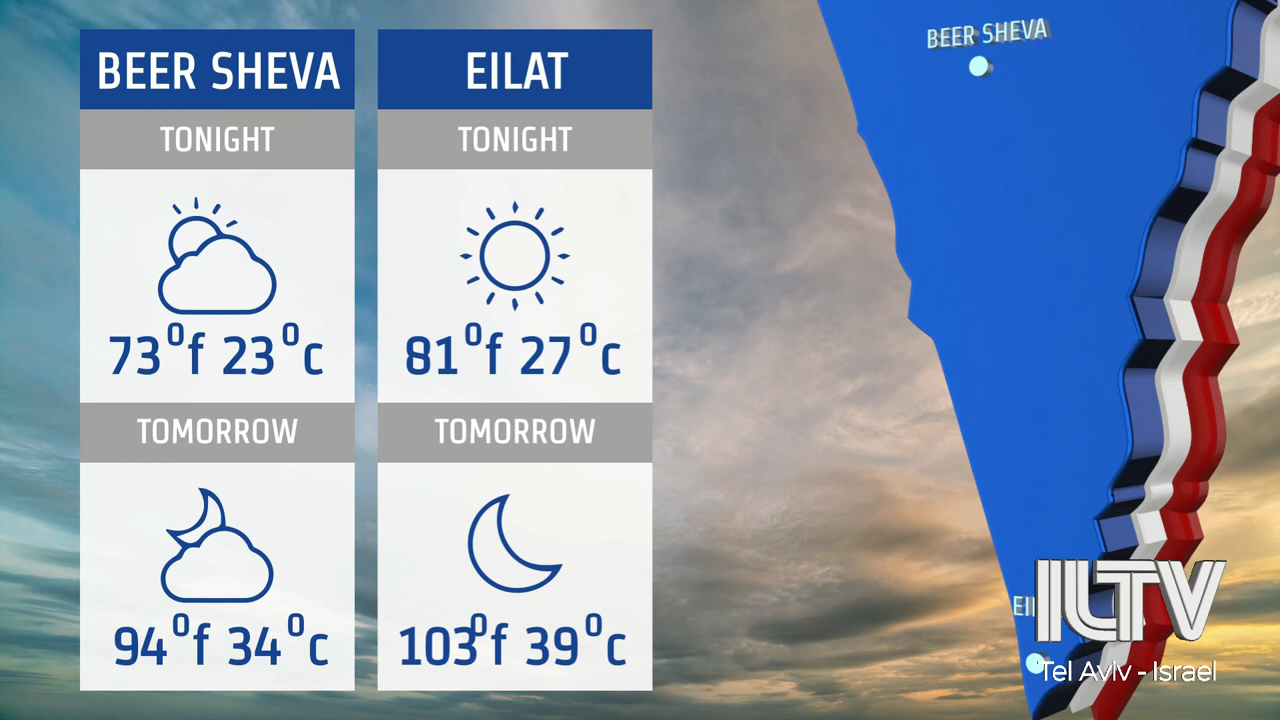 BEER SHEVA
TONIGHT
73°f 23°c
TOMORROW
94°f 34°c
EILAT
TONIGHT
81°f 27°c
TOMORROW
103°f 39°c
BEER SHEVA
ILTV
Tel Aviv - Israel